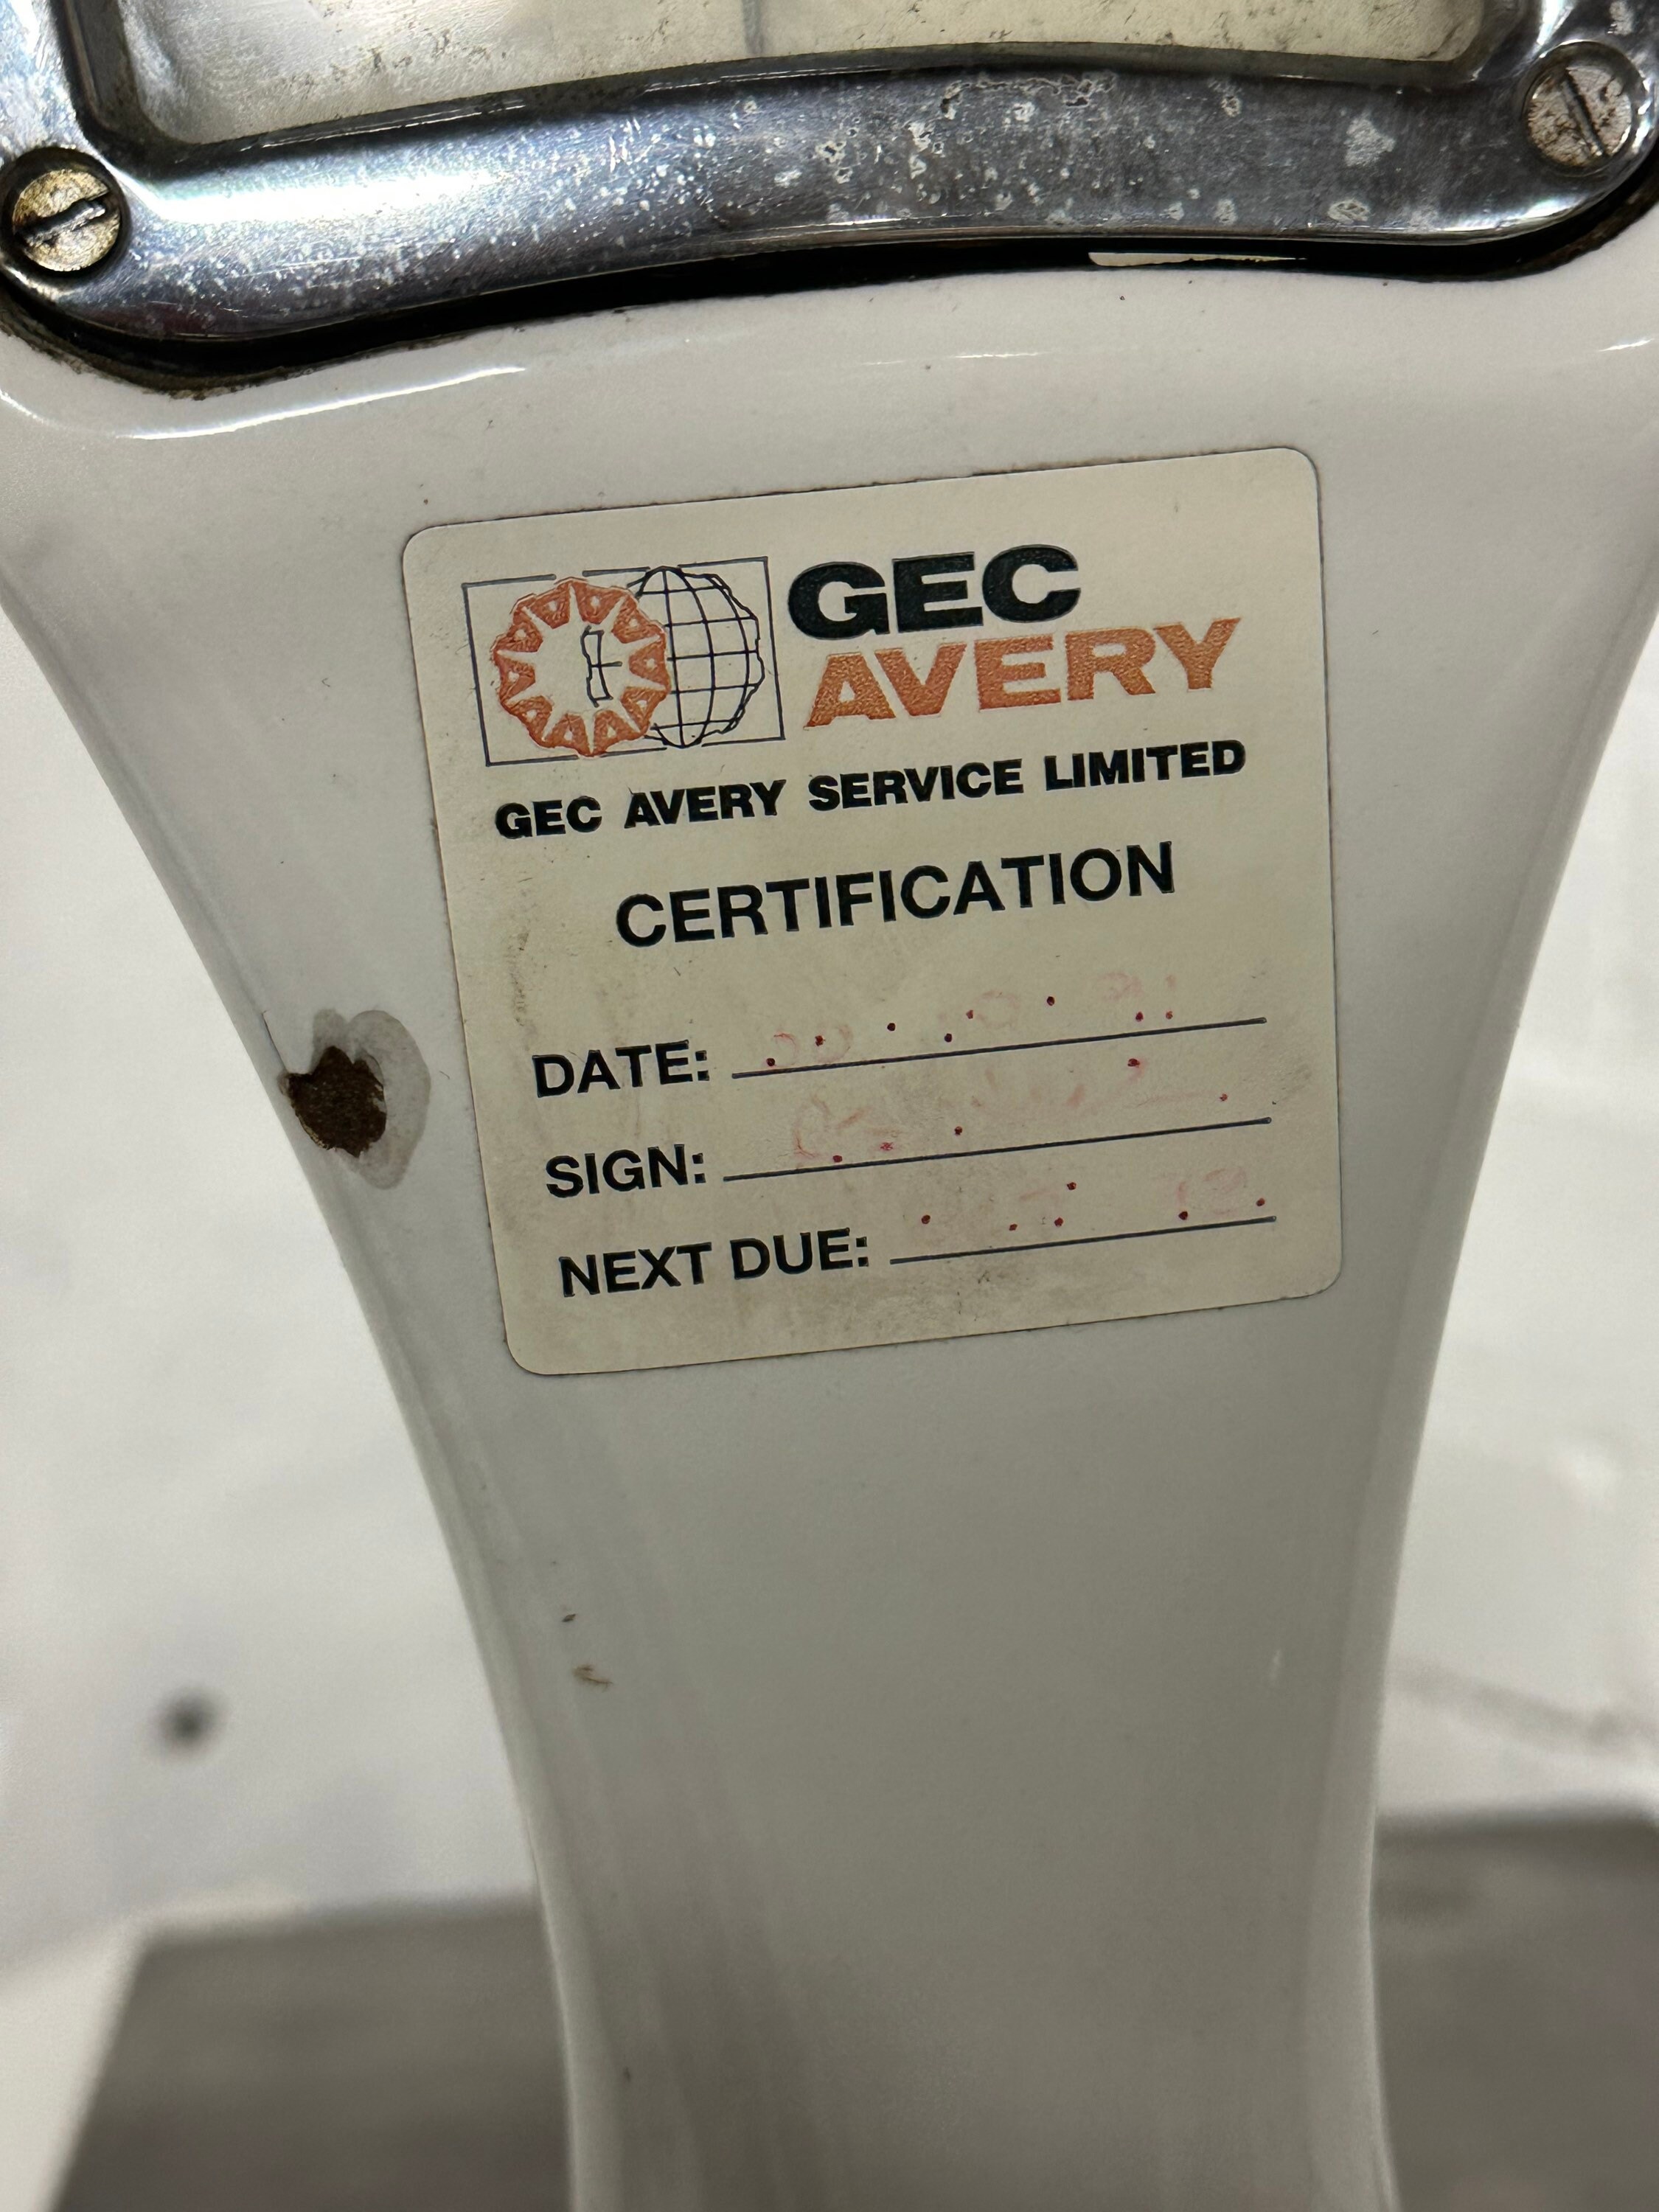 GEC
AVERY
GEC AVERY SERVICE LIMITED
CERTIFICATION
DATE:
SIGN:
NEXT DUE: